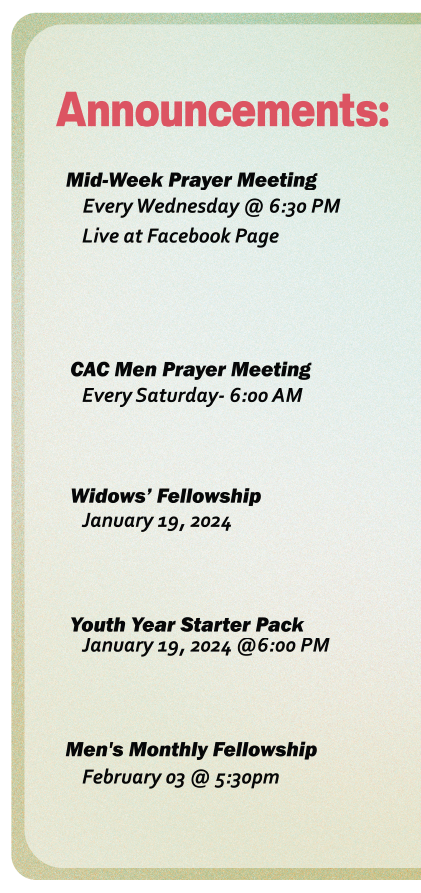 Announcements:
Mid-Week Prayer Meeting
Every Wednesday @ 6:30 PM
Live at Facebook Page
CAC Men Prayer Meeting
Every Saturday- 6:00 AM
Widows’ Fellowship
January 19, 2024
Youth Year Starter Pack
January 19, 2024 @6:00 PM
Men's Monthly Fellowship
February 03 @ 5:30pm